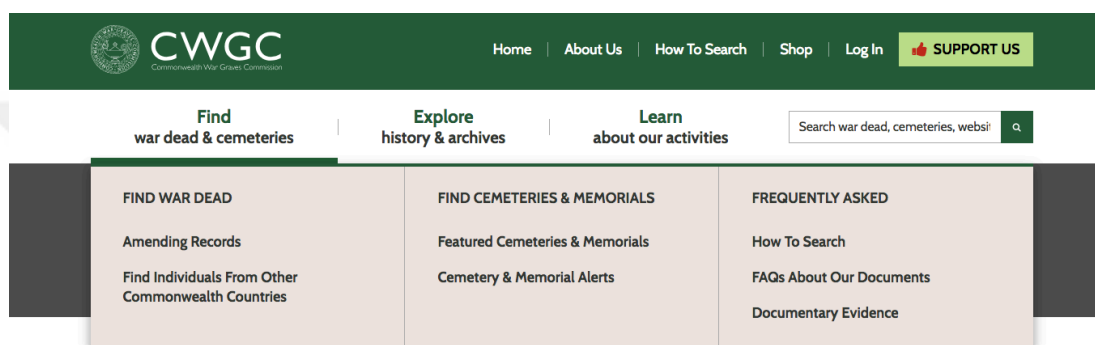 CWGC
Commonwealth War Graves Commission
Home
About Us
How To Search
Shop
Log In
SUPPORT US
Find
war dead & cemeteries
Explore
history & archives
Learn
about our activities
Search war dead, cemeteries, websit
FIND WAR DEAD
Amending Records
Find Individuals From Other
Commonwealth Countries
FIND CEMETERIES & MEMORIALS
Featured Cemeteries & Memorials
Cemetery & Memorial Alerts
FREQUENTLY ASKED
How To Search
FAQs About Our Documents
Documentary Evidence